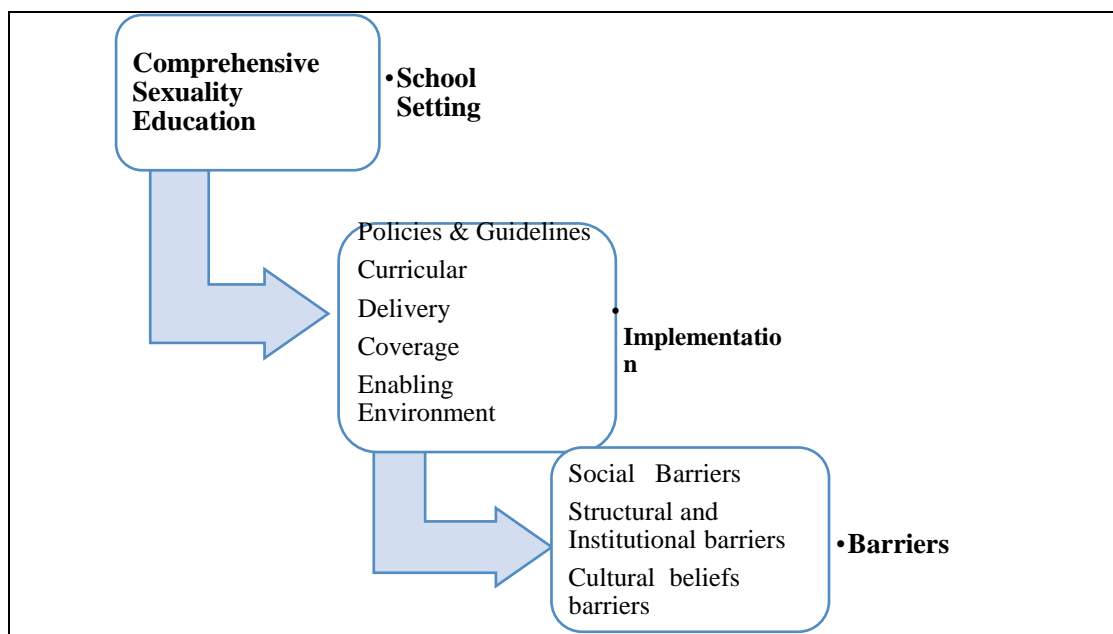 Comprehensive
Sexuality
Education
•School
Setting
Policies & Guidelines
Curricular
Delivery
Coverage
Enabling
Environment
•
Implementatio
n
Social Barriers
Structural and
Institutional barriers
Cultural beliefs
barriers
•Barriers